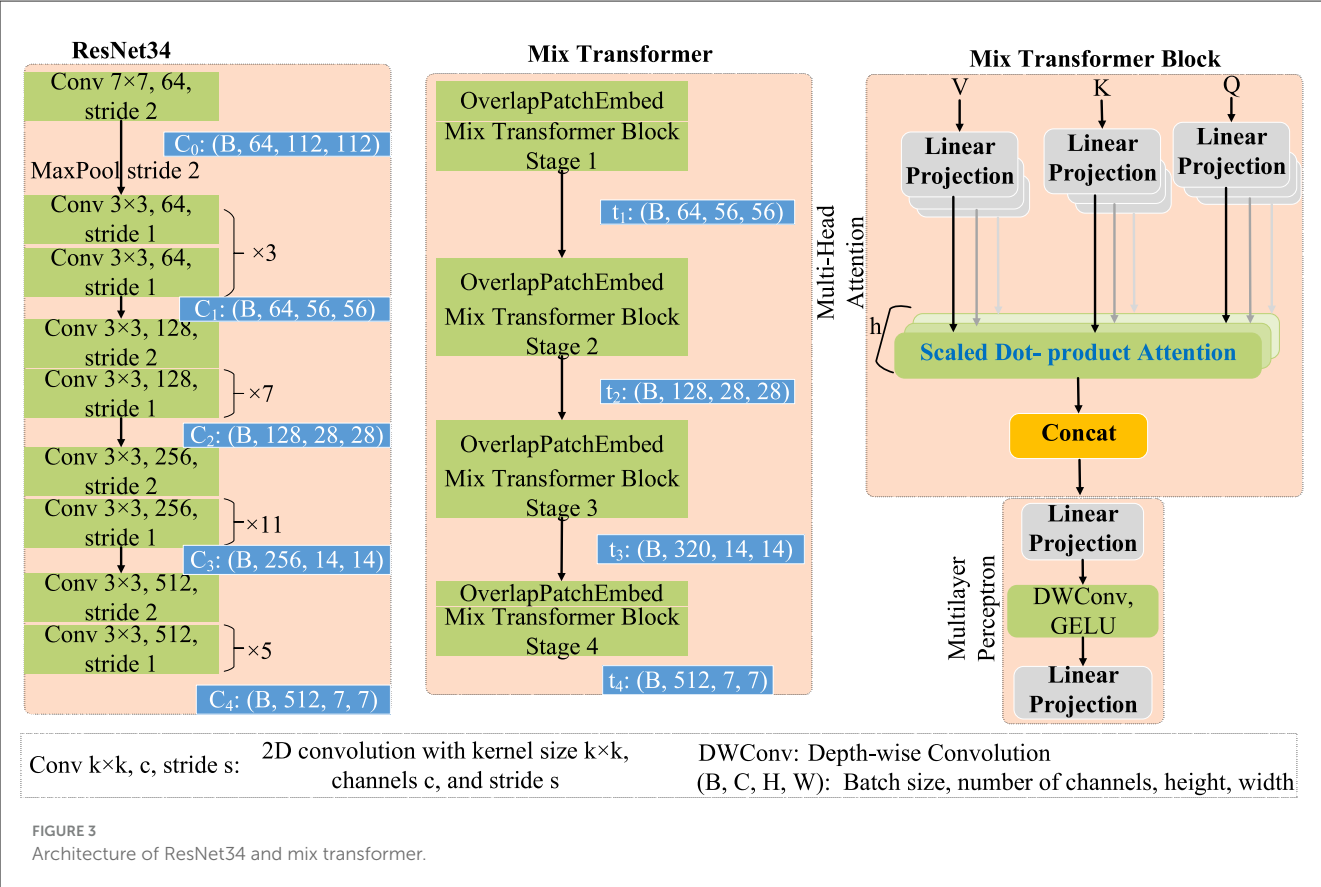 ResNet34
Conv 7×7, 64,
stride 2
C₀: (B, 64, 112, 112)
MaxPool stride 2
Conv 3×3, 64,
stride 1
Conv 3×3, 64,
stride 1
×3
C₁: (B, 64, 56, 56)
Conv 3×3, 128,
stride 2
Conv 3×3, 128,
stride 1
×7
C₂: (B, 128, 28, 28)
Conv 3×3, 256,
stride 2
Conv 3×3, 256,
stride 1
×11
C₃: (B, 256, 14, 14)
Conv 3×3, 512,
stride 2
Conv 3×3, 512,
stride 1
×5
C₄: (B, 512, 7, 7)
Mix Transformer
OverlapPatchEmbed
Mix Transformer Block
Stage 1
t₁: (B, 64, 56, 56)
OverlapPatchEmbed
Mix Transformer Block
Stage 2
t₂: (B, 128, 28, 28)
OverlapPatchEmbed
Mix Transformer Block
Stage 3
t₃: (B, 320, 14, 14)
OverlapPatchEmbed
Mix Transformer Block
Stage 4
t₄: (B, 512, 7, 7)
Mix Transformer Block
V
K
Q
Linear
Projection
Linear
Projection
Linear
Projection
Multi-Head
Attention
h
Scaled Dot- product Attention
Concat
Linear
Projection
Multilayer
Perceptron
DWConv,
GELU
Linear
Projection
Conv k×k, c, stride s:
2D convolution with kernel size k×k,
channels c, and stride s
DWConv: Depth-wise Convolution
(B, C, H, W): Batch size, number of channels, height, width
FIGURE 3
Architecture of ResNet34 and mix transformer.